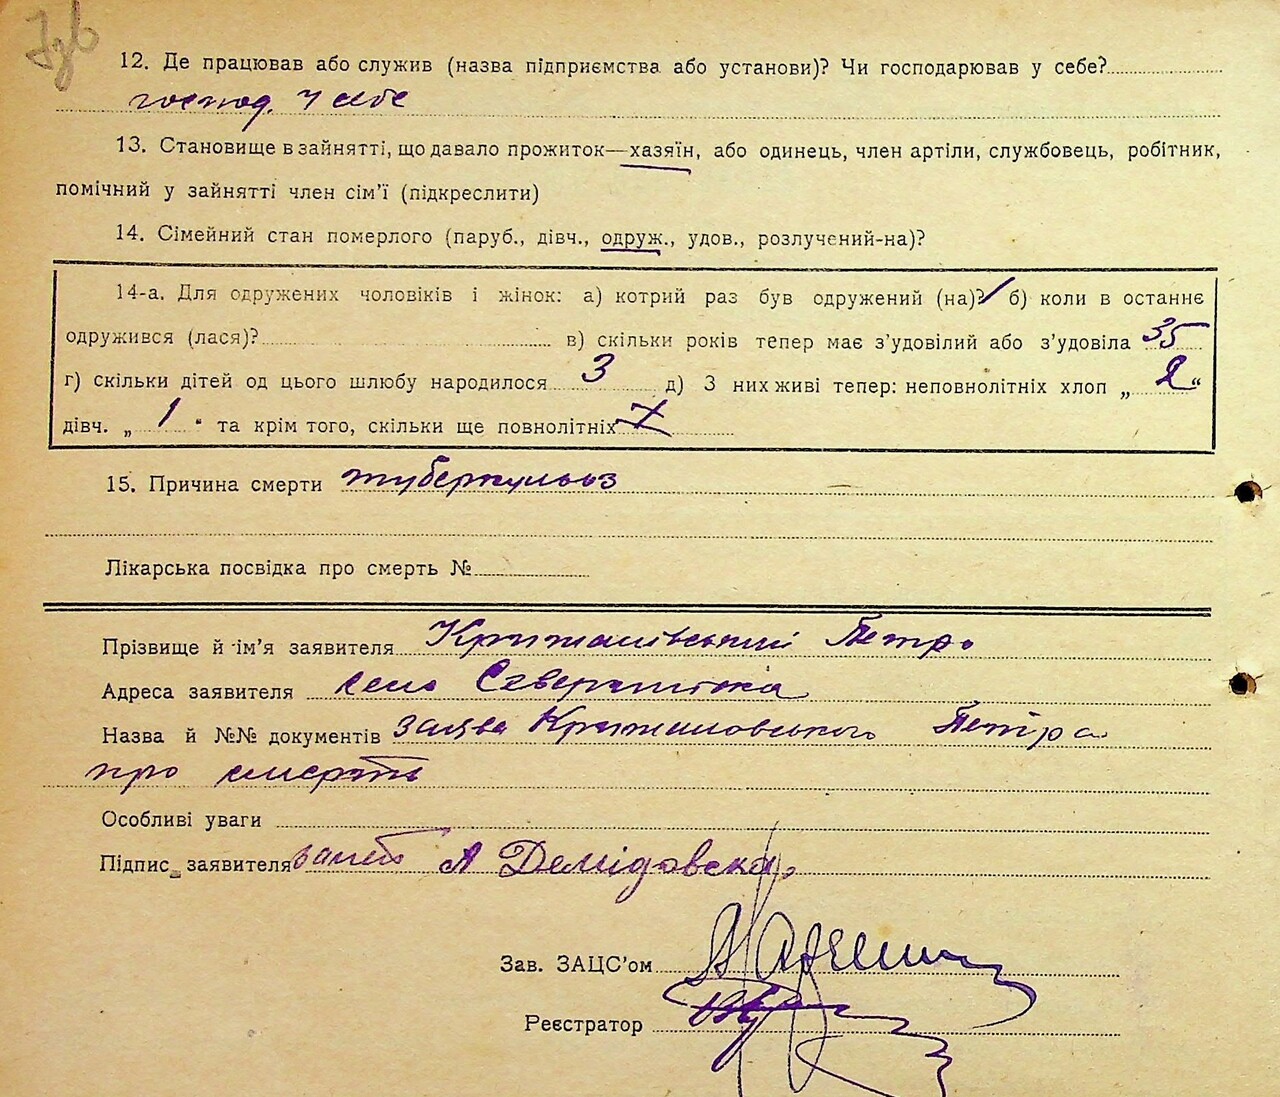 12. Де працював або служив (назва підприємства або установи)? Чи господарював у себе?
господ. у себе
13. Становище в зайнятті, що давало прожиток—хазяїн, або одинець, член артіли, службовець, робітник,
помічний у зайнятті член сім'ї (підкреслити)
14. Сімейний стан померлого (паруб., дівч., одруж., удов., розлучений-на)?
14-а. Для одружених чоловіків і жінок: а) котрий раз був одружений (на)? 1 б) коли в останнє
одружився (лася)? в) скільки років тепер має з'удовілий або з'удовіла 35
г) скільки дітей од цього шлюбу народилося 3 д) З них живі тепер: неповнолітніх хлоп „ 2 "
дівч. „ 1 " та крім того, скільки ще повнолітніх
15. Причина смерти туберкульоз
Лікарська посвідка про смерть №
Прізвище й ім'я заявителя Крижанівський Петро
Адреса заявителя село
Назва й №№ документів заява Крижановського Петра
про смерть
Особливі уваги
Підпис заявителя А Демідовска
Зав. ЗАЦС'ом
Реєстратор